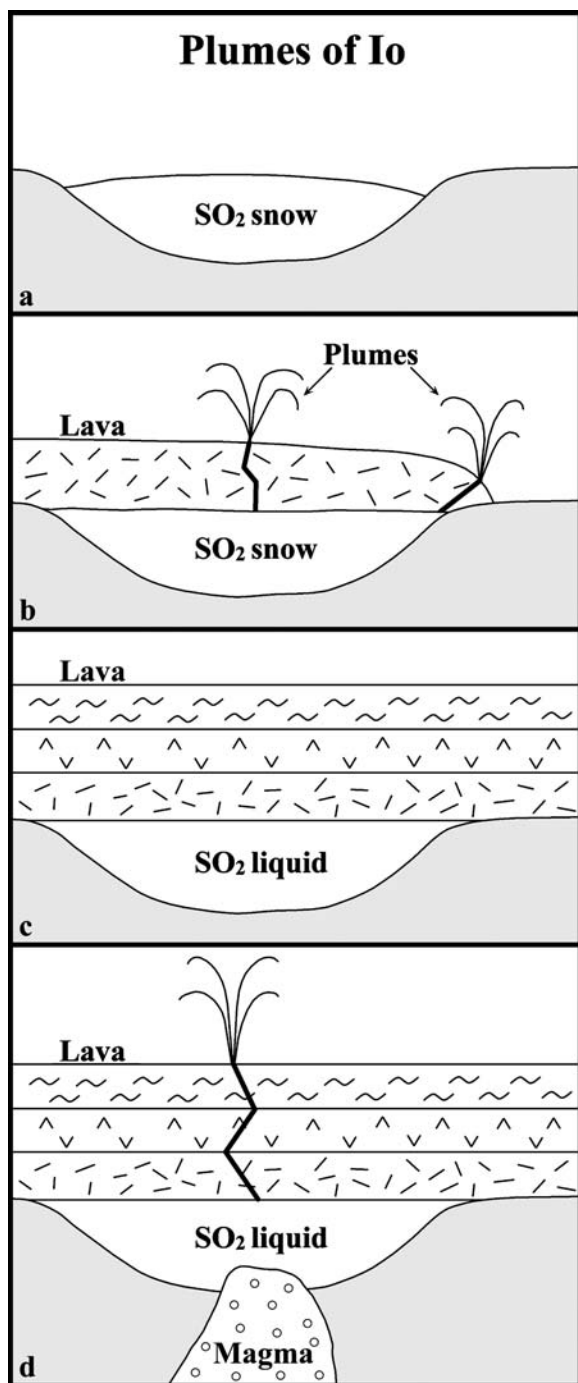 Plumes of Io
SO₂ snow
a
Plumes
Lava
SO₂ snow
b
Lava
SO₂ liquid
c
Lava
SO₂ liquid
Magma
d